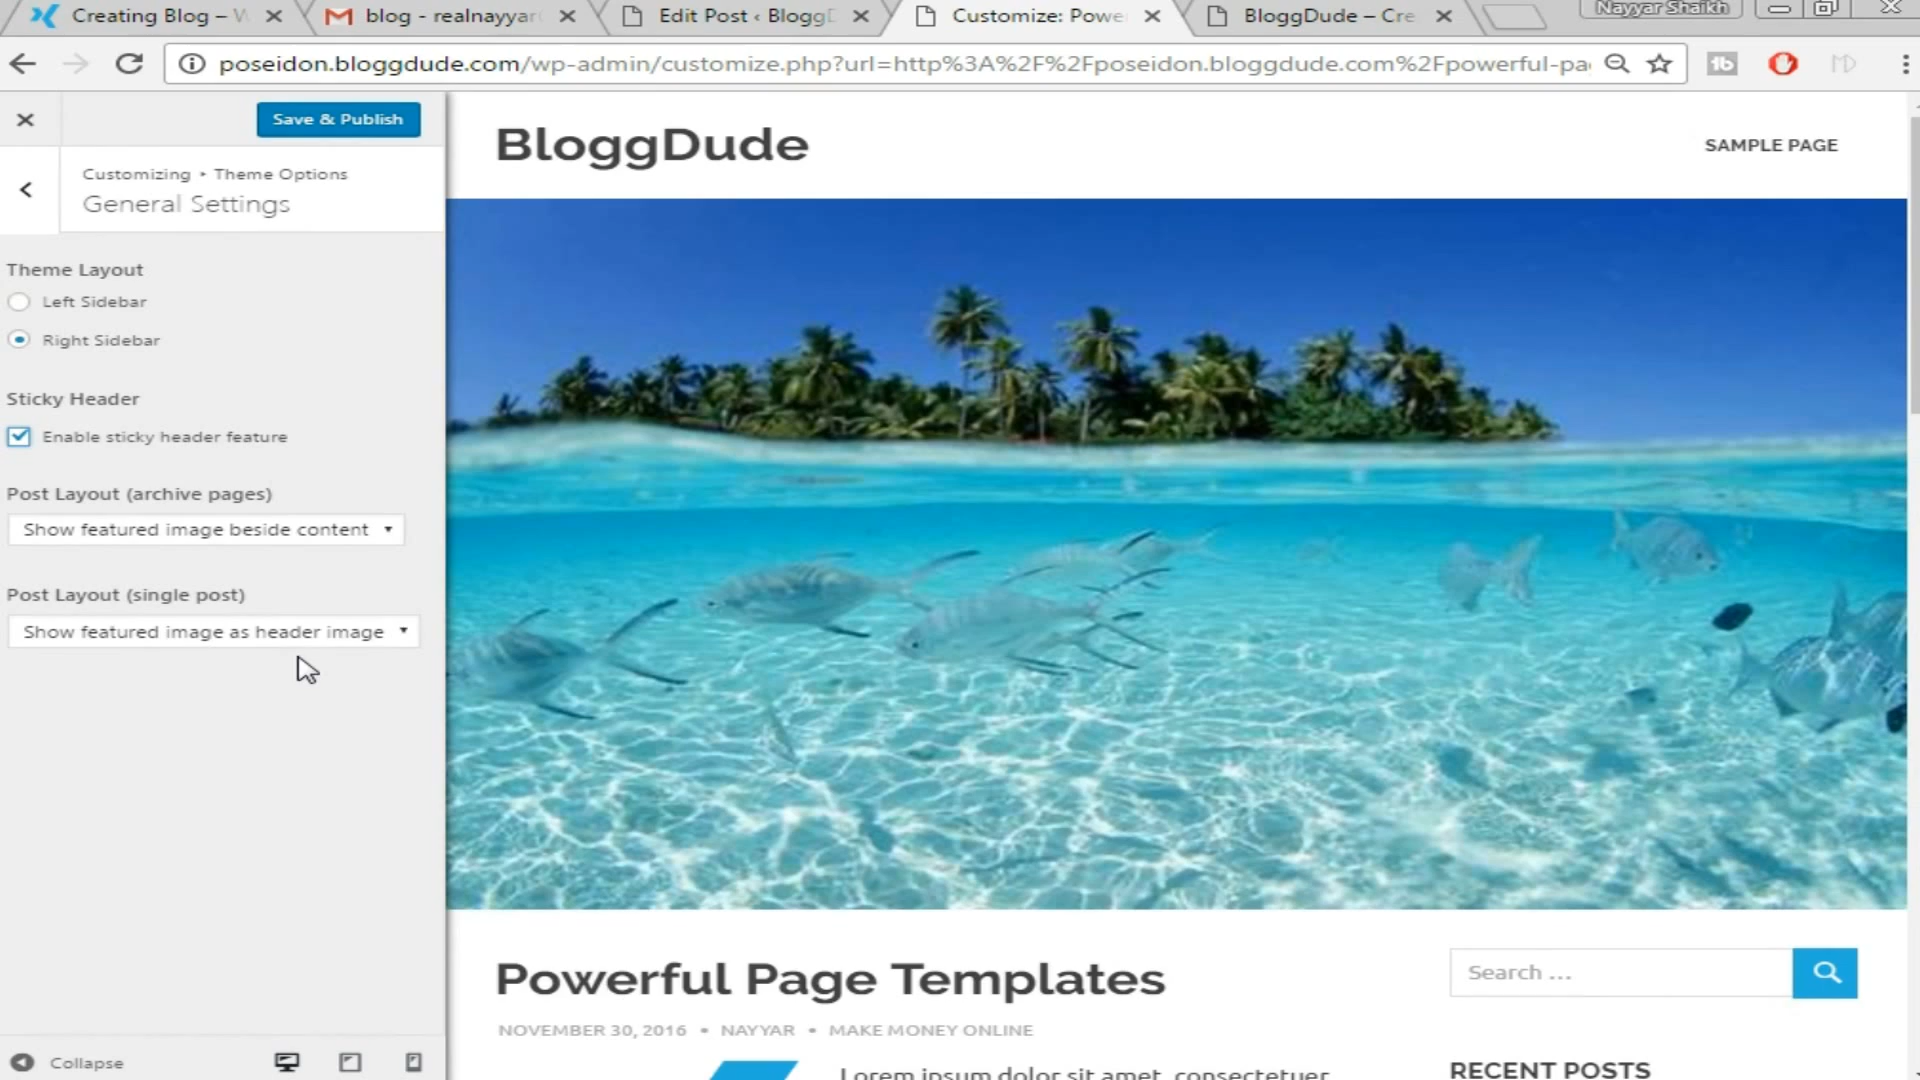 Creating Blog – W
blog - realnayyar
Edit Post ‹ BloggD
Customize: Powe
BloggDude – Cre
Nayyar Shaikh
poseidon.bloggdude.com/wp-admin/customize.php?url=http%3A%2F%2Fposeidon.bloggdude.com%2Fpowerful-pa
Save & Publish
Customizing ‣ Theme Options
General Settings
Theme Layout
Left Sidebar
Right Sidebar
Sticky Header
Enable sticky header feature
Post Layout (archive pages)
Show featured image beside content
Post Layout (single post)
Show featured image as header image
Collapse
BloggDude
SAMPLE PAGE
Powerful Page Templates
NOVEMBER 30, 2016 • NAYYAR • MAKE MONEY ONLINE
Lorem ipsum dolor sit amet, consectetuer
Search ...
RECENT POSTS